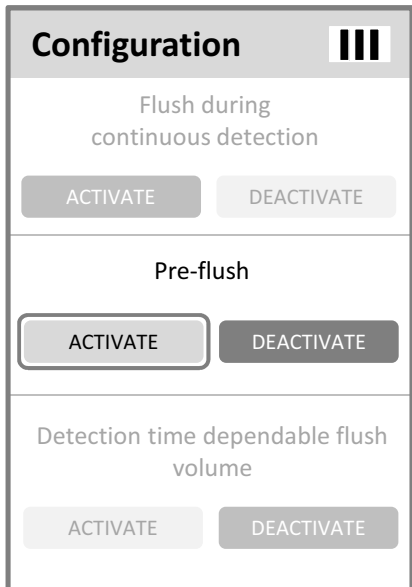 Configuration
Flush during
continuous detection
ACTIVATE DEACTIVATE
Pre-flush
ACTIVATE DEACTIVATE
Detection time dependable flush
volume
ACTIVATE DEACTIVATE